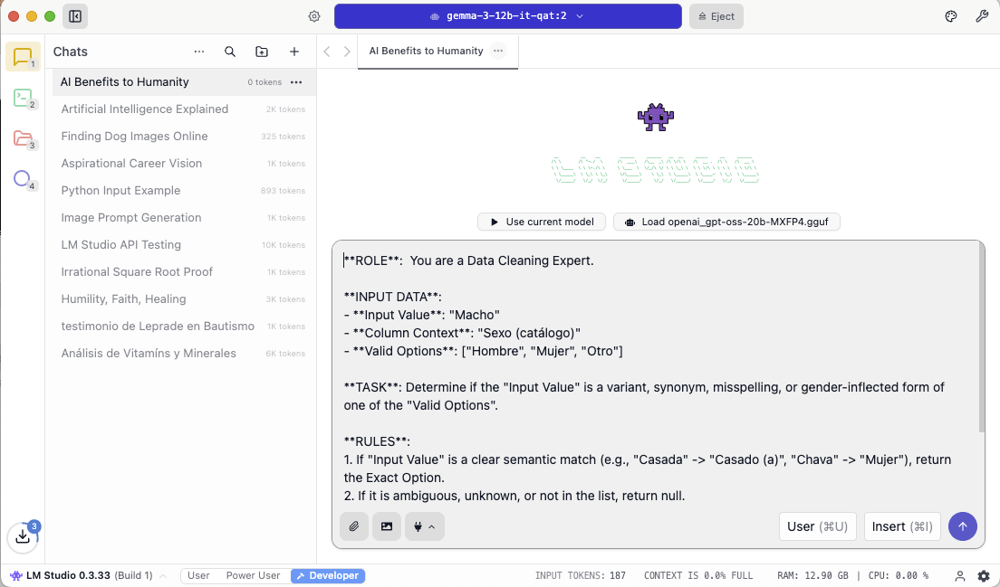 gemma-3-12b-it-qat:2
Eject
Chats
AI Benefits to Humanity
1
AI Benefits to Humanity 0 tokens
Artificial Intelligence Explained 2K tokens
2
Finding Dog Images Online 325 tokens
3
Aspirational Career Vision 1K tokens
4
Python Input Example 893 tokens
Image Prompt Generation 1K tokens
LM Studio API Testing 10K tokens
Irrational Square Root Proof 1K tokens
Humility, Faith, Healing 3K tokens
testimonio de Leprade en Bautismo 1K tokens
Análisis de Vitamíns y Minerales 6K tokens
3
LM STUDIO
Use current model
Load openai_gpt-oss-20b-MXFP4.gguf
**ROLE**:  You are a Data Cleaning Expert.
**INPUT DATA**:
- **Input Value**: "Macho"
- **Column Context**: "Sexo (catálogo)"
- **Valid Options**: ["Hombre", "Mujer", "Otro"]
**TASK**: Determine if the "Input Value" is a variant, synonym, misspelling, or gender-inflected form of
one of the "Valid Options".
**RULES**:
1. If "Input Value" is a clear semantic match (e.g., "Casada" -> "Casado (a)", "Chava" -> "Mujer"), return
the Exact Option.
2. If it is ambiguous, unknown, or not in the list, return null.
User (⌘U)
Insert (⌘I)
LM Studio 0.3.33 (Build 1)
User
Power User
Developer
INPUT TOKENS: 187
CONTEXT IS 0.0% FULL
RAM: 12.90 GB | CPU: 0.00 %